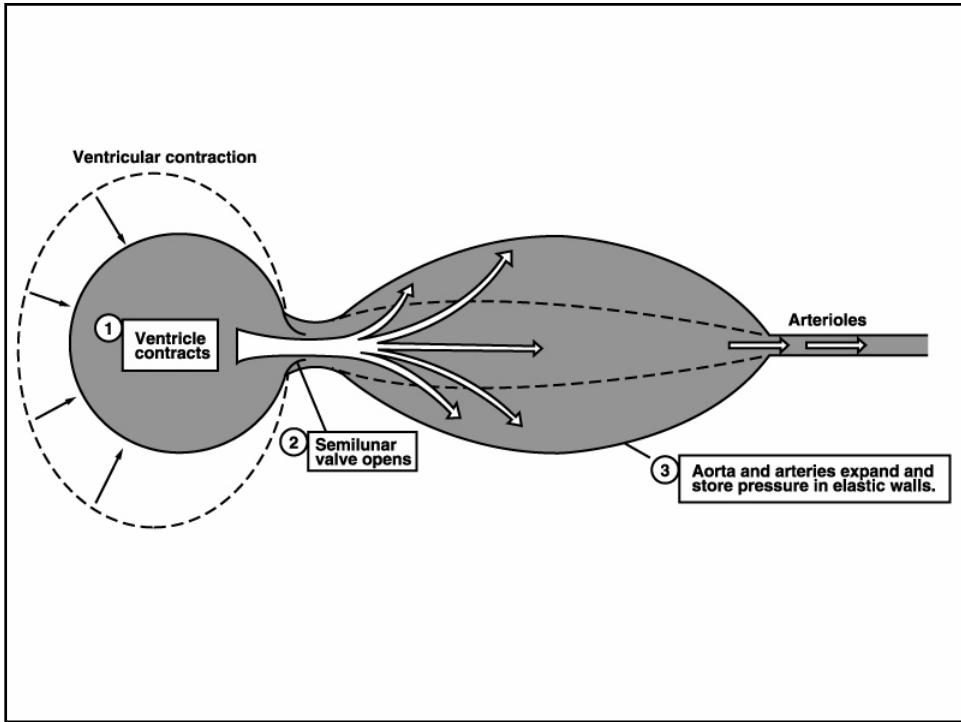 Ventricular contraction
1
Ventricle
contracts
2
Semilunar
valve opens
Arterioles
3
Aorta and arteries expand and
store pressure in elastic walls.